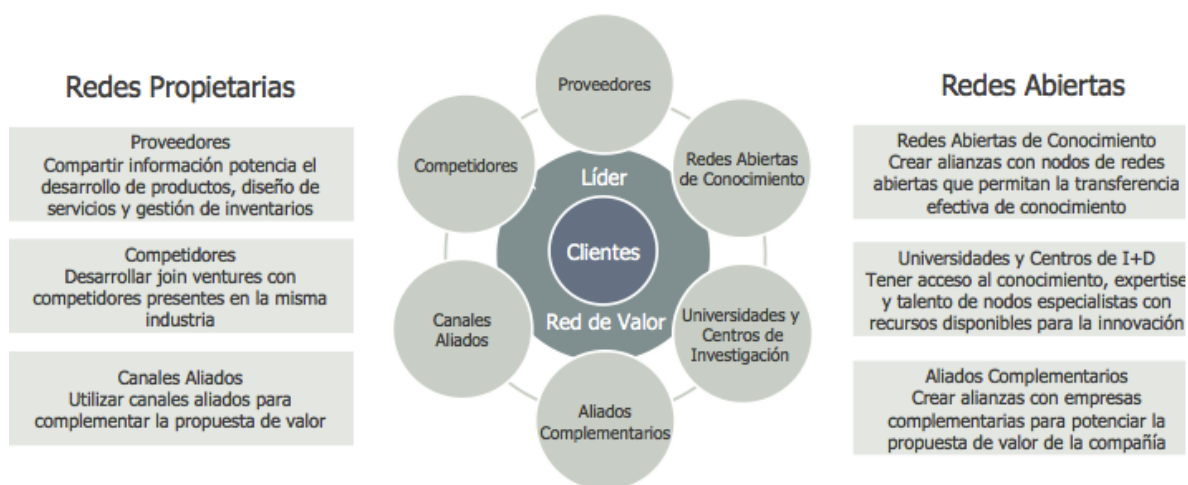 Redes Propietarias
Proveedores
Compartir información potencia el
desarrollo de productos, diseño de
servicios y gestión de inventarios
Competidores
Desarrollar join ventures con
competidores presentes en la misma
industria
Canales Aliados
Utilizar canales aliados para
complementar la propuesta de valor
Proveedores
Competidores
Redes Abiertas
de Conocimiento
Líder
Clientes
Red de Valor
Canales
Aliados
Universidades y
Centros de
Investigación
Aliados
Complementarios
Redes Abiertas
Redes Abiertas de Conocimiento
Crear alianzas con nodos de redes
abiertas que permitan la transferencia
efectiva de conocimiento
Universidades y Centros de I+D
Tener acceso al conocimiento, expertise
y talento de nodos especialistas con
recursos disponibles para la innovación
Aliados Complementarios
Crear alianzas con empresas
complementarias para potenciar la
propuesta de valor de la compañía